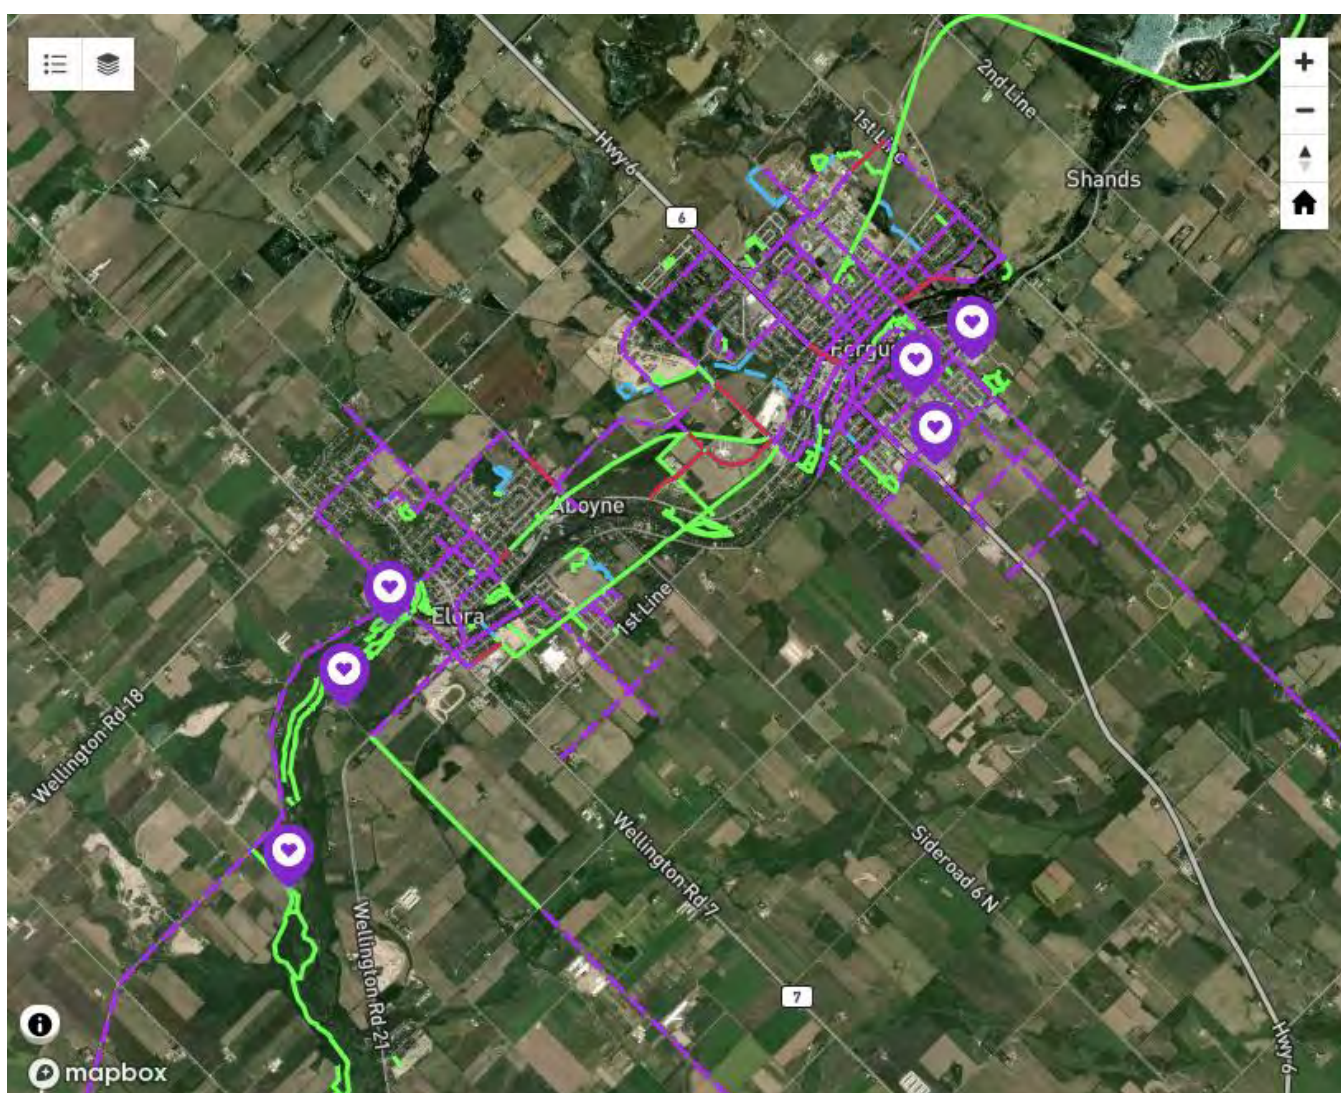 2nd Line
1st Line
Hwy 6
Shands
6
Fergu
Aboyne
Elora
1st Line
Wellington Rd 18
Wellington Rd 7
Sideroad 6 N
Wellington Rd 21
7
Hwy 6
mapbox